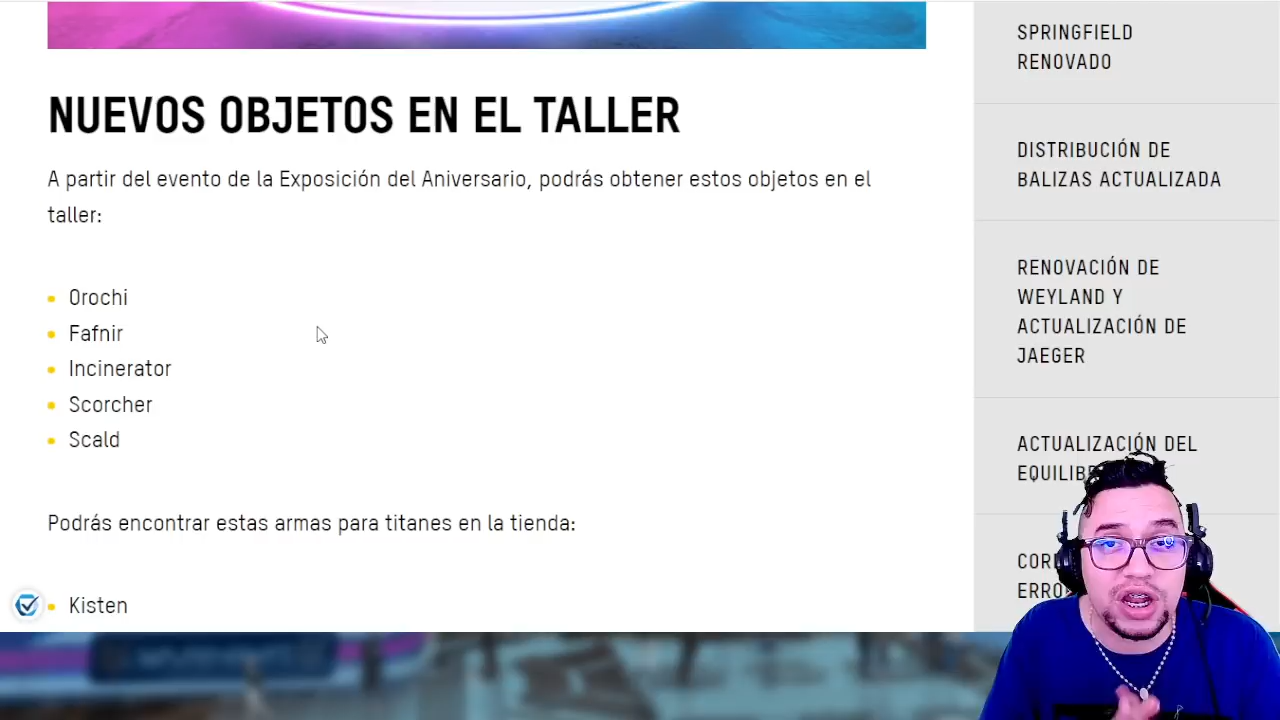 NUEVOS OBJETOS EN EL TALLER
A partir del evento de la Exposición del Aniversario, podrás obtener estos objetos en el
taller:
Orochi
Fafnir
Incinerator
Scorcher
Scald
Podrás encontrar estas armas para titanes en la tienda:
Kisten
SPRINGFIELD
RENOVADO
DISTRIBUCIÓN DE
BALIZAS ACTUALIZADA
RENOVACIÓN DE
WEYLAND Y
ACTUALIZACIÓN DE
JAEGER
ACTUALIZACIÓN DEL